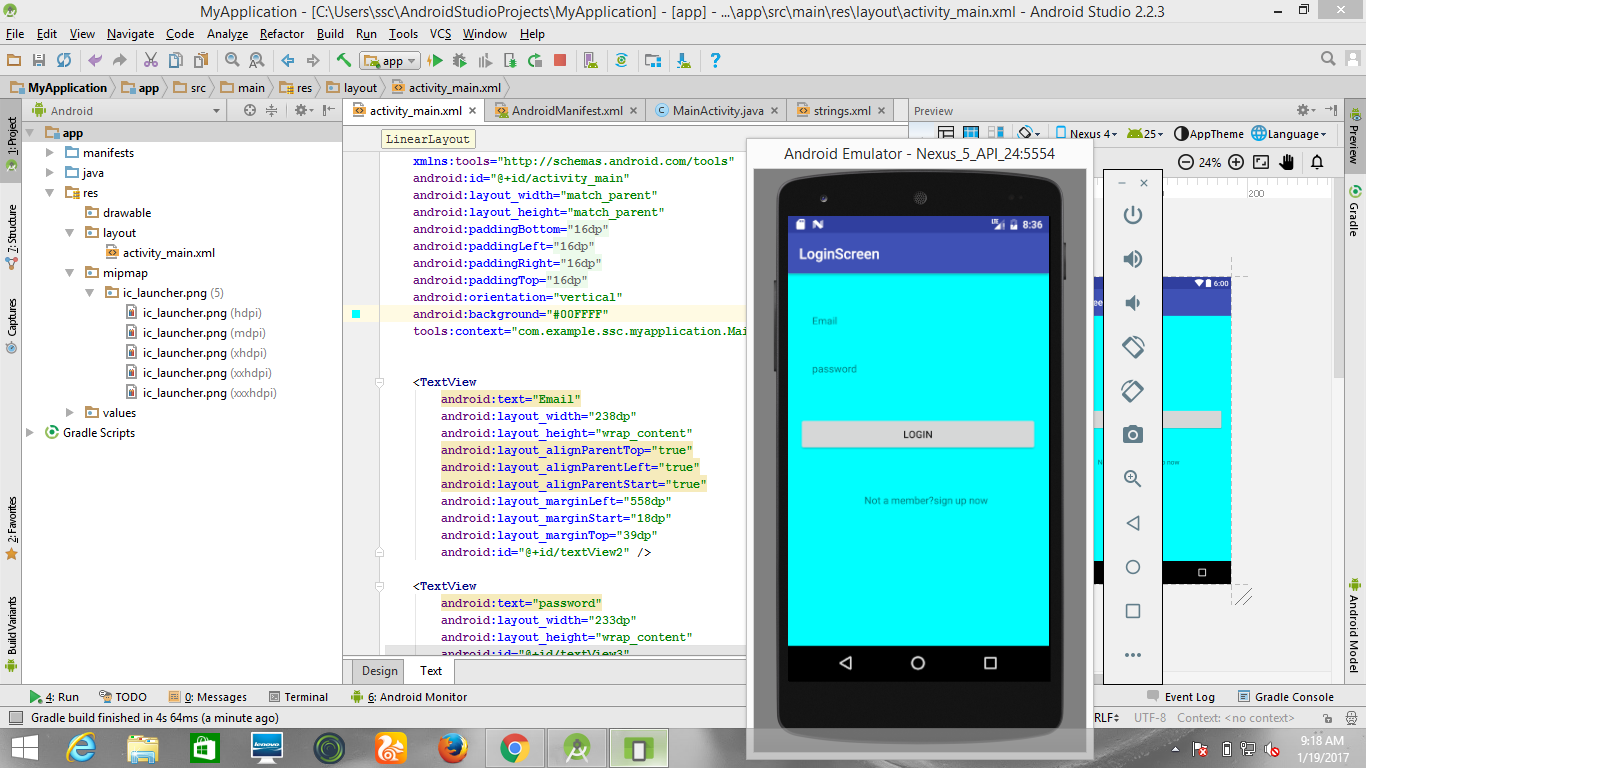 MyApplication - [C:\Users\ssc\AndroidStudioProjects\MyApplication] - [app] - ...\app\src\main\res\layout\activity_main.xml - Android Studio 2.2.3
File Edit View Navigate Code Analyze Refactor Build Run Tools VCS Window Help
app
MyApplication app src main res layout activity_main.xml
Android
activity_main.xml AndroidManifest.xml MainActivity.java strings.xml
Preview
1: Project
7: Structure
Captures
2: Favorites
Build Variants
app
manifests
java
res
drawable
layout
activity_main.xml
mipmap
ic_launcher.png (5)
ic_launcher.png (hdpi)
ic_launcher.png (mdpi)
ic_launcher.png (xhdpi)
ic_launcher.png (xxhdpi)
ic_launcher.png (xxxhdpi)
values
Gradle Scripts
LinearLayout
xmlns:tools="http://schemas.android.com/tools"
android:id="@+id/activity_main"
android:layout_width="match_parent"
android:layout_height="match_parent"
android:paddingBottom="16dp"
android:paddingLeft="16dp"
android:paddingRight="16dp"
android:paddingTop="16dp"
android:orientation="vertical"
android:background="#00FFFF"
tools:context="com.example.ssc.myapplication.Mai
<TextView
android:text="Email"
android:layout_width="238dp"
android:layout_height="wrap_content"
android:layout_alignParentTop="true"
android:layout_alignParentLeft="true"
android:layout_alignParentStart="true"
android:layout_marginLeft="558dp"
android:layout_marginStart="18dp"
android:layout_marginTop="39dp"
android:id="@+id/textView2" />
<TextView
android:text="password"
android:layout_width="233dp"
android:layout_height="wrap_content"
android:id="@+id/textView3"
Design Text
Android Emulator - Nexus_5_API_24:5554
8:36
LoginScreen
Email
password
LOGIN
Not a member?sign up now
Nexus 4 25 AppTheme Language
24%
200
6:00
Preview
Gradle
Android Model
4: Run TODO 0: Messages Terminal 6: Android Monitor Event Log Gradle Console
Gradle build finished in 4s 64ms (a minute ago) RLF UTF-8 Context: <no context>
lenovo
9:18 AM
1/19/2017